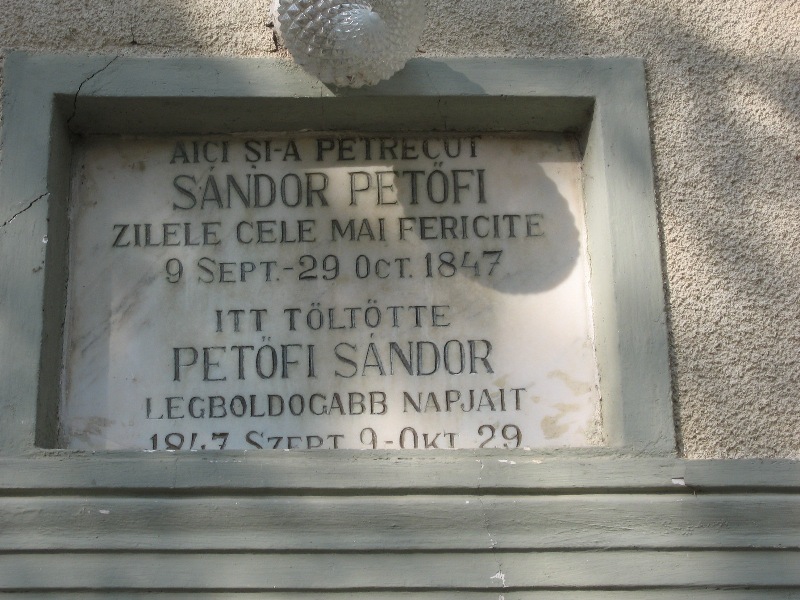 AICI ȘI-A PETRECUT
SÁNDOR PETŐFI
ZILELE CELE MAI FERICITE
9 SEPT.-29 OCT. 1847
ITT TÖLTÖTTE
PETŐFI SÁNDOR
LEGBOLDOGABB NAPJAIT
1847 SZEPT. 9-OKT. 29